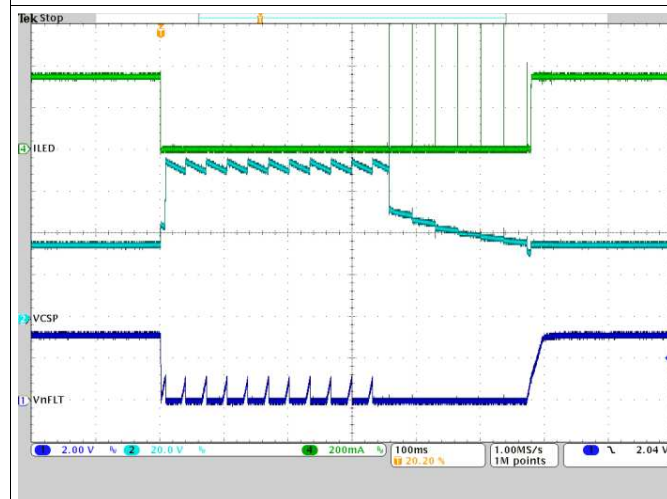 Tek Stop
T
T
4 ILED
2 VCSP
1 VnFLT
1 2.00 V 2 20.0 V 4 200mA 100ms 1.00MS/s 1 2.04 V
T 20.20 % 1M points